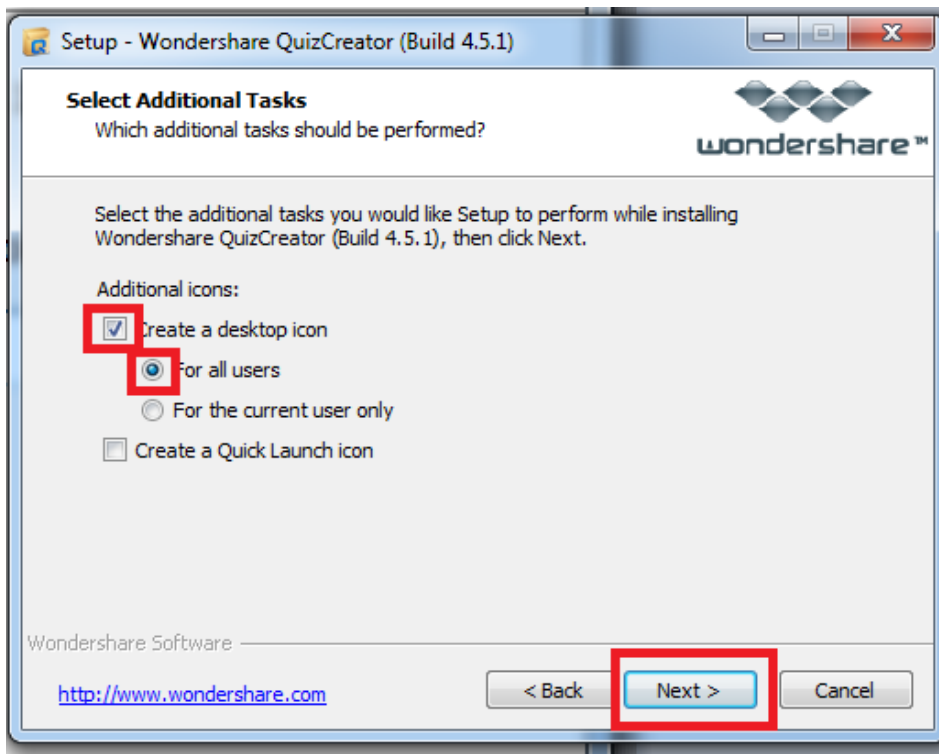 Setup - Wondershare QuizCreator (Build 4.5.1)
Select Additional Tasks
Which additional tasks should be performed?
wondershare™
Select the additional tasks you would like Setup to perform while installing
Wondershare QuizCreator (Build 4.5.1), then click Next.
Additional icons:
Create a desktop icon
For all users
For the current user only
Create a Quick Launch icon
Wondershare Software
http://www.wondershare.com
< Back
Next >
Cancel